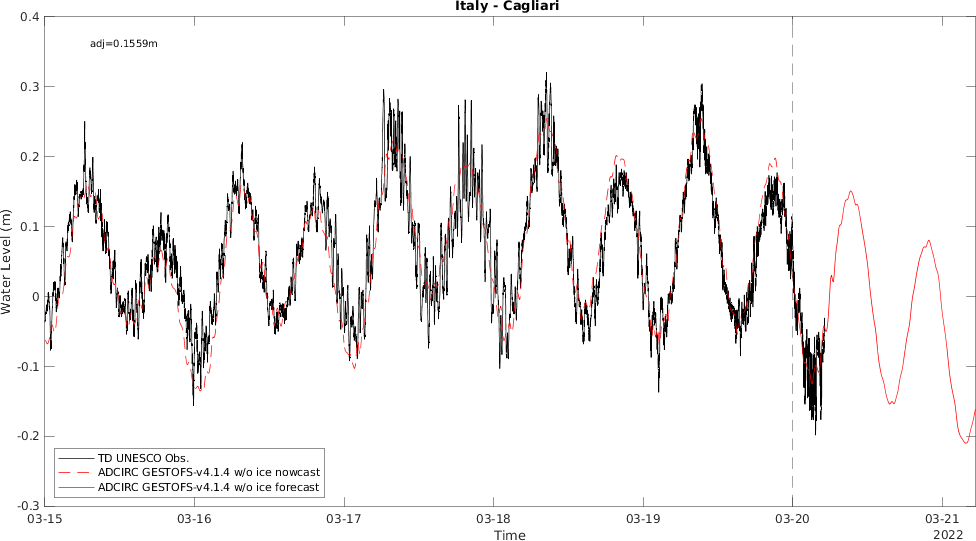 Italy - Cagliari
adj=0.1559m
Water Level (m)
0.4
0.3
0.2
0.1
0
-0.1
-0.2
-0.3
TD UNESCO Obs.
ADCIRC GESTOFS-v4.1.4 w/o ice nowcast
ADCIRC GESTOFS-v4.1.4 w/o ice forecast
03-15 03-16 03-17 03-18 03-19 03-20 03-21
Time
2022